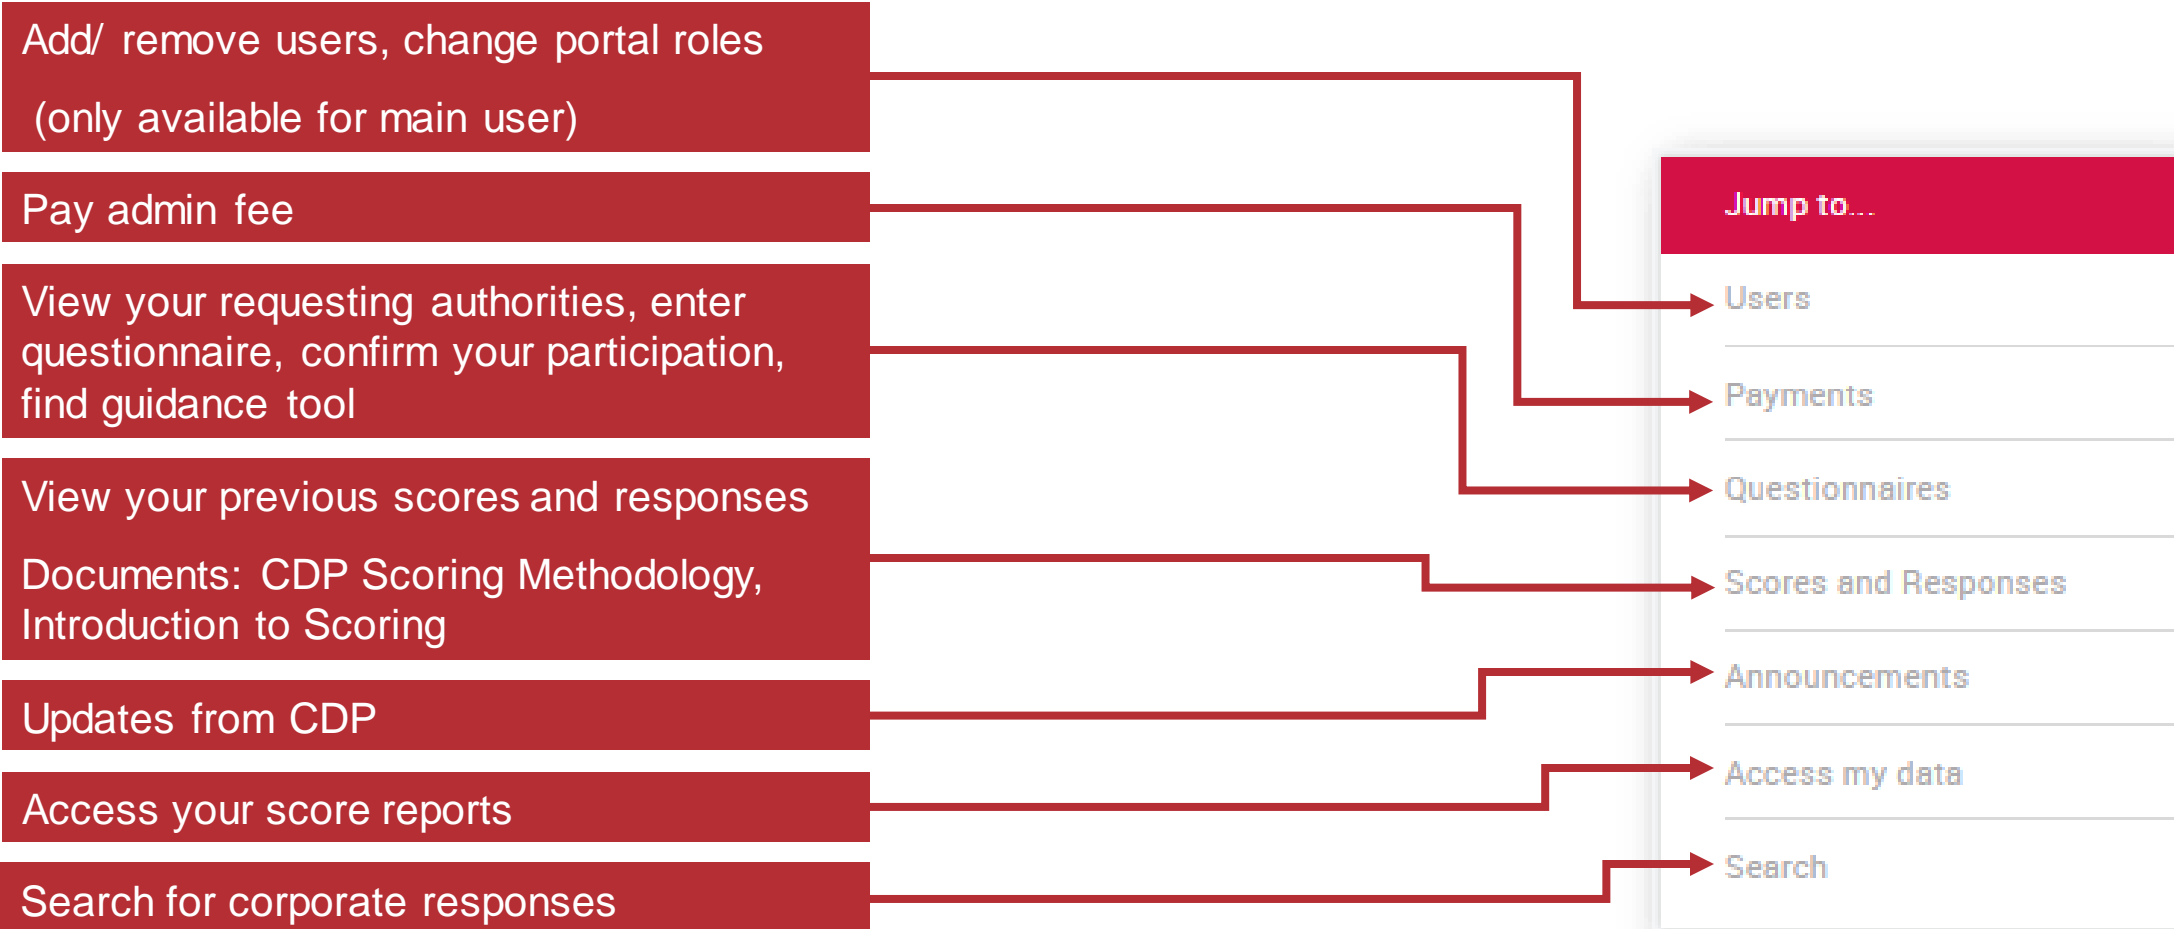 Add/ remove users, change portal roles
(only available for main user)
Pay admin fee
View your requesting authorities, enter
questionnaire, confirm your participation,
find guidance tool
View your previous scores and responses
Documents: CDP Scoring Methodology,
Introduction to Scoring
Updates from CDP
Access your score reports
Search for corporate responses
Jump to...
Users
Payments
Questionnaires
Scores and Responses
Announcements
Access my data
Search